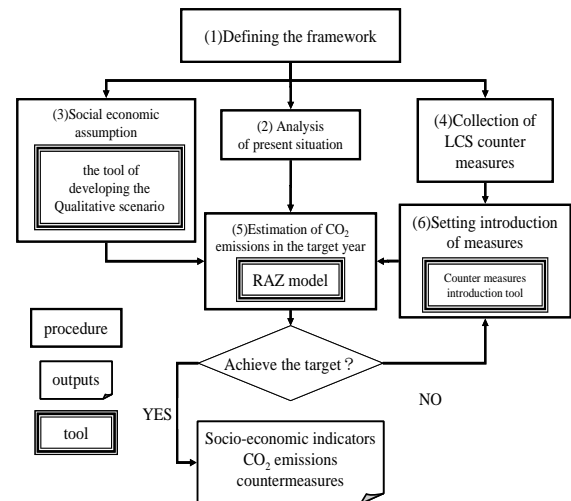 (1)Defining the framework
(3)Social economic
assumption
the tool of
developing the
Qualitative scenario
(2) Analysis
of present situation
(4)Collection of
LCS counter
measures
(5)Estimation of CO₂
emissions in the target year
RAZ model
(6)Setting introduction
of measures
Counter measures
introduction tool
procedure
outputs
tool
Achieve the target？
YES
NO
Socio-economic indicators
CO₂ emissions
countermeasures